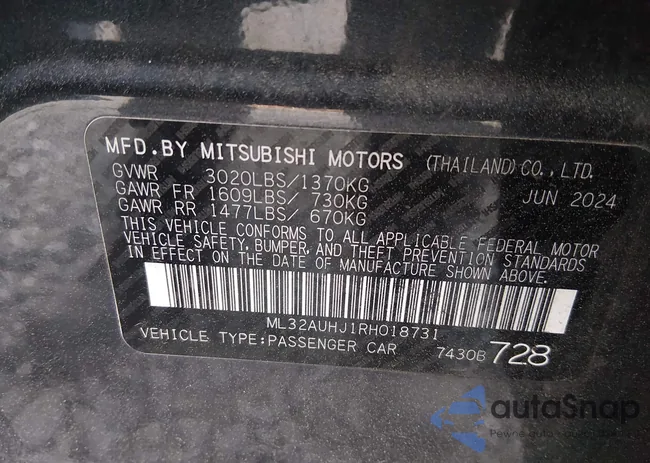 MFD.BY MITSUBISHI MOTORS (THAILAND) CO., LTD.
GVWR 3020LBS/1370KG JUN 2024
GAWR FR 1609LBS/ 730KG
GAWR RR 1477LBS/ 670KG
THIS VEHICLE CONFORMS TO ALL APPLICABLE FEDERAL MOTOR
VEHICLE SAFETY, BUMPER, AND THEFT PREVENTION STANDARDS
IN EFFECT ON THE DATE OF MANUFACTURE SHOWN ABOVE.
ML32AUHJ1RH018731
VEHICLE TYPE:PASSENGER CAR 7430B 728
autoSnap